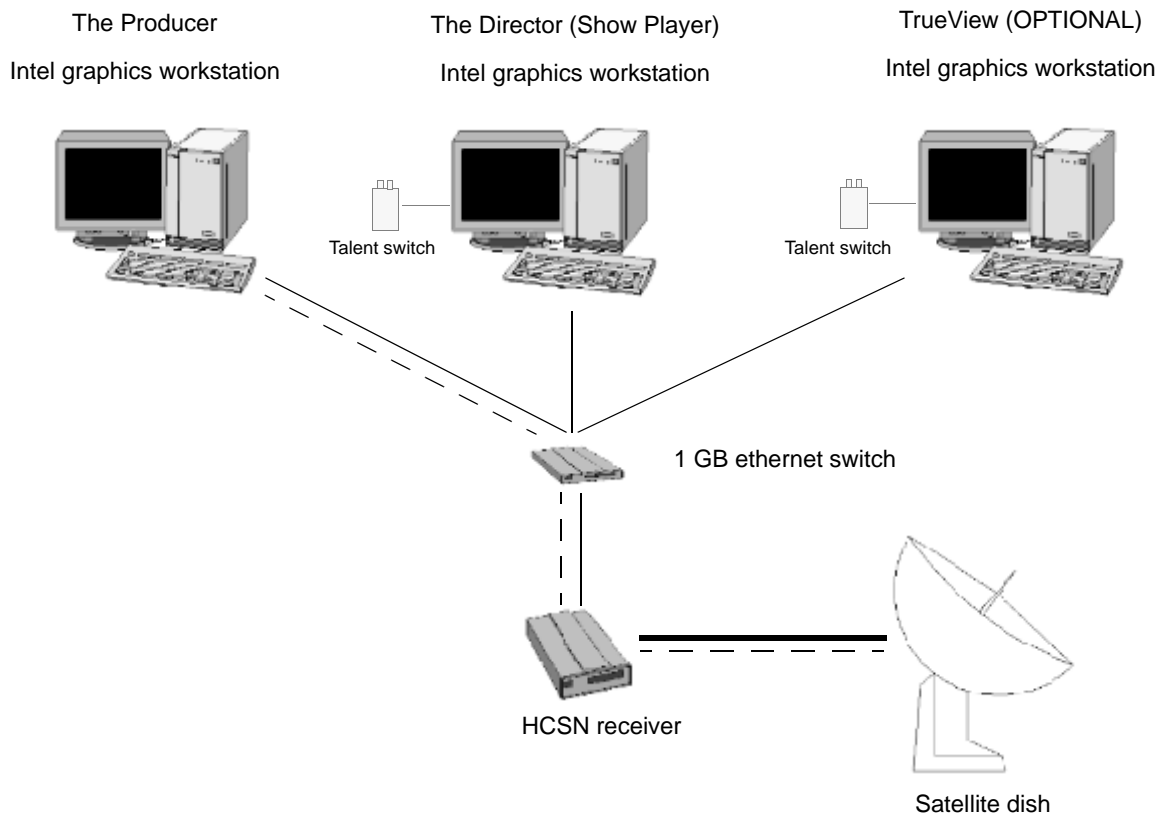 The Producer
The Director (Show Player)
TrueView (OPTIONAL)
Intel graphics workstation
Intel graphics workstation
Intel graphics workstation
Talent switch
Talent switch
1 GB ethernet switch
HCSN receiver
Satellite dish